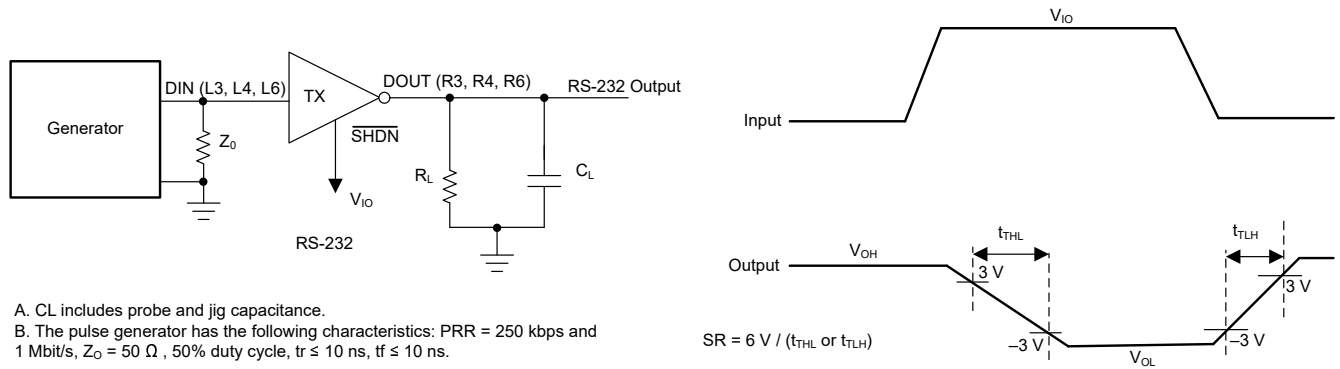 Generator
DIN (L3, L4, L6)
Z0
TX
SHDN
VIO
RS-232
DOUT (R3, R4, R6)
RS-232 Output
RL
CL
A. CL includes probe and jig capacitance.
B. The pulse generator has the following characteristics: PRR = 250 kbps and
1 Mbit/s, ZO = 50 Ω , 50% duty cycle, tr ≤ 10 ns, tf ≤ 10 ns.
VIO
Input
Output
VOH
tTHL
3 V
–3 V
VOL
tTLH
3 V
–3 V
SR = 6 V / (tTHL or tTLH)